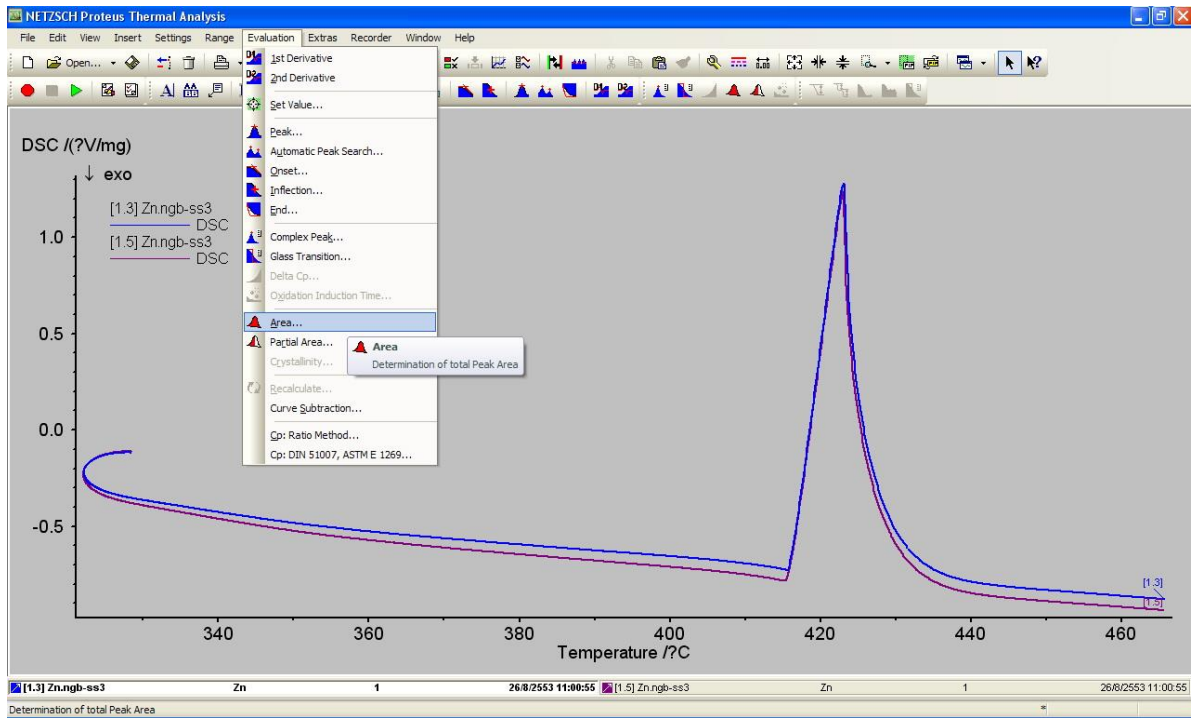 NETZSCH Proteus Thermal Analysis
File Edit View Insert Settings Range Evaluation Extras Recorder Window Help
Open...
1st Derivative
2nd Derivative
Set Value...
Peak...
Automatic Peak Search...
Onset...
Inflection...
End...
Complex Peak...
Glass Transition...
Delta Cp...
Oxidation Induction Time...
Area...
Partial Area...
Crystallinity...
Recalculate...
Curve Subtraction...
Cp: Ratio Method...
Cp: DIN 51007, ASTM E 1269...
Area
Determination of total Peak Area
DSC /(?V/mg)
↓ exo
[1.3] Zn.ngb-ss3
DSC
[1.5] Zn.ngb-ss3
DSC
1.0
0.5
0.0
-0.5
[1.3]
[1.5]
340 360 380 400 420 440 460
Temperature /?C
[1.3] Zn.ngb-ss3 Zn 1 26/8/2553 11:00:55 [1.5] Zn.ngb-ss3 Zn 1 26/8/2553 11:00:55
Determination of total Peak Area *